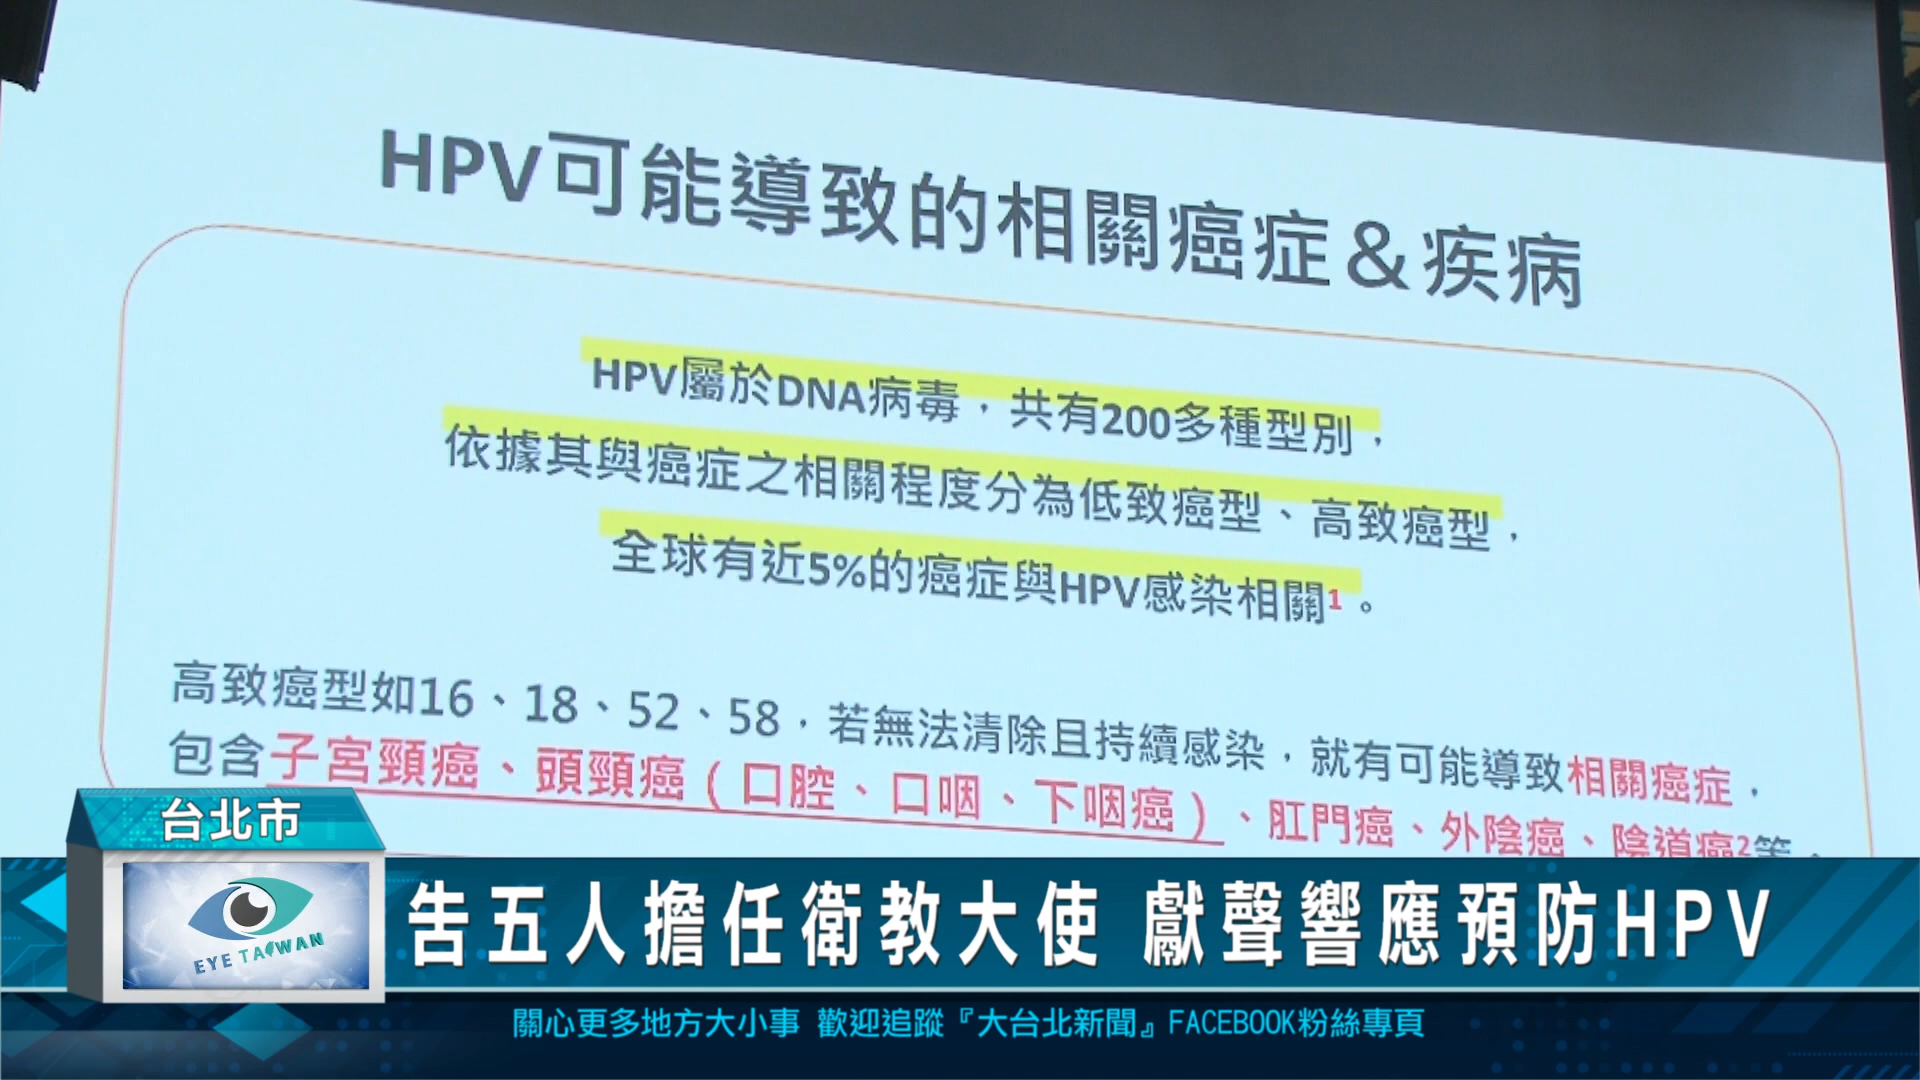 HPV可能導致的相關癌症＆疾病
HPV屬於DNA病毒，共有200多種型別，
依據其與癌症之相關程度分為低致癌型、高致癌型，
全球有近5%的癌症與HPV感染相關1。
高致癌型如16、18、52、58，若無法清除且持續感染，就有可能導致相關癌症，
包含子宮頸癌、頭頸癌（口腔、口咽、下咽癌）、肛門癌、外陰癌、陰道癌2等，
台北市
EYE TAIWAN
告五人擔任衛教大使 獻聲響應預防HPV
關心更多地方大小事 歡迎追蹤『大台北新聞』FACEBOOK粉絲專頁